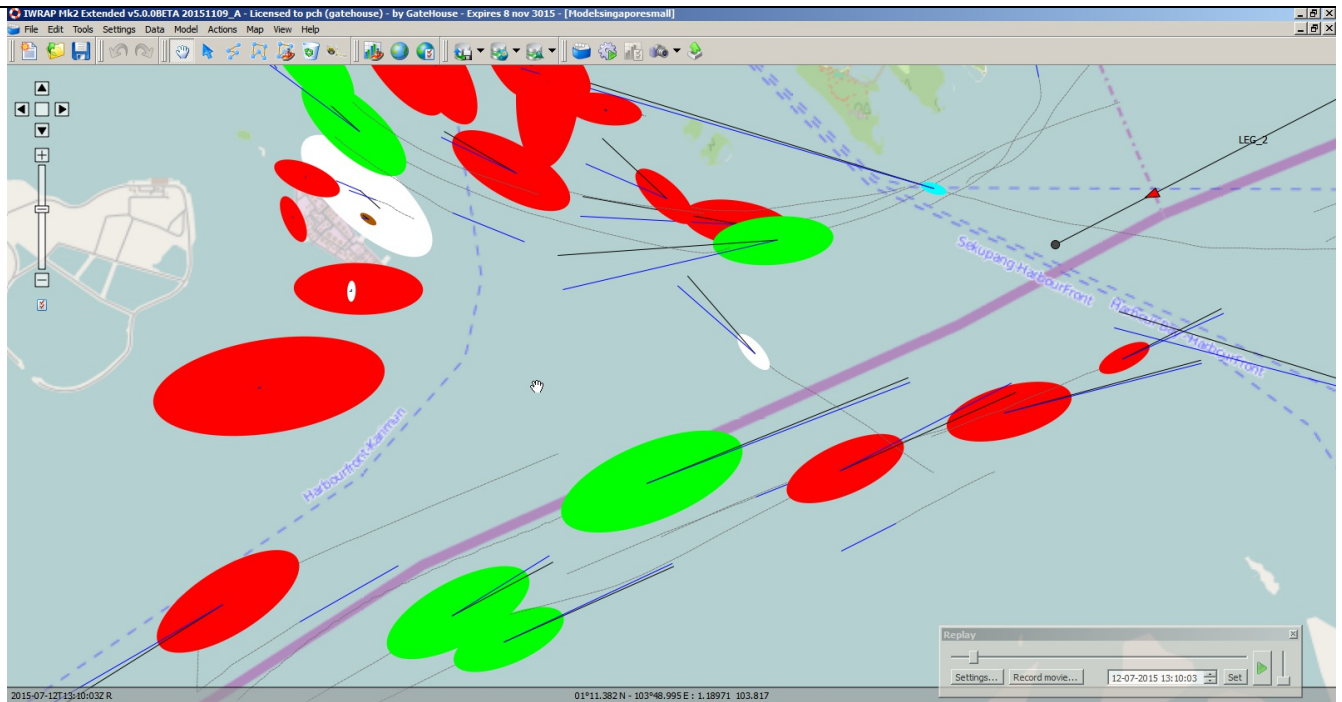 IWRAP Mk2 Extended v5.0.0BETA 20151109_A - Licensed to pch (gatehouse) - by GateHouse - Expires 8 nov 3015 - [Model:singaporesmall]
File Edit Tools Settings Data Model Actions Map View Help
LEG_2
Sekupang-HarbourFront
Harbour Bay-HarbourFront
Harbourfront-Karimun
Replay
Settings... Record movie... 12-07-2015 13:10:03 Set
2015-07-12T13:10:03Z R
01°11.382 N - 103°48.995 E : 1.18971 103.817